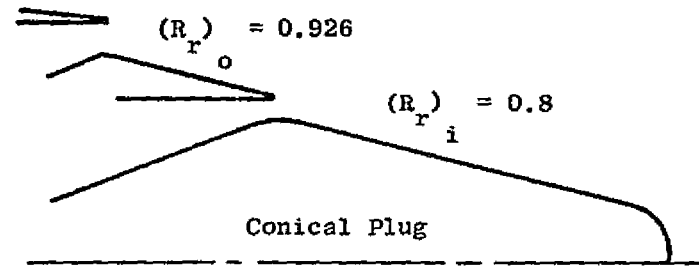 (R_r)_o = 0.926
(R_r)_i = 0.8
Conical Plug